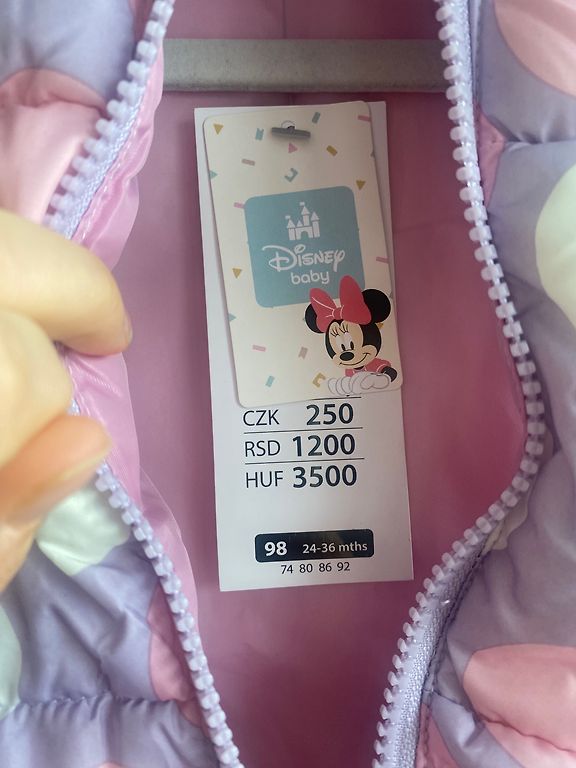 Disney
baby
CZK 250
RSD 1200
HUF 3500
98 24-36 mths
74 80 86 92